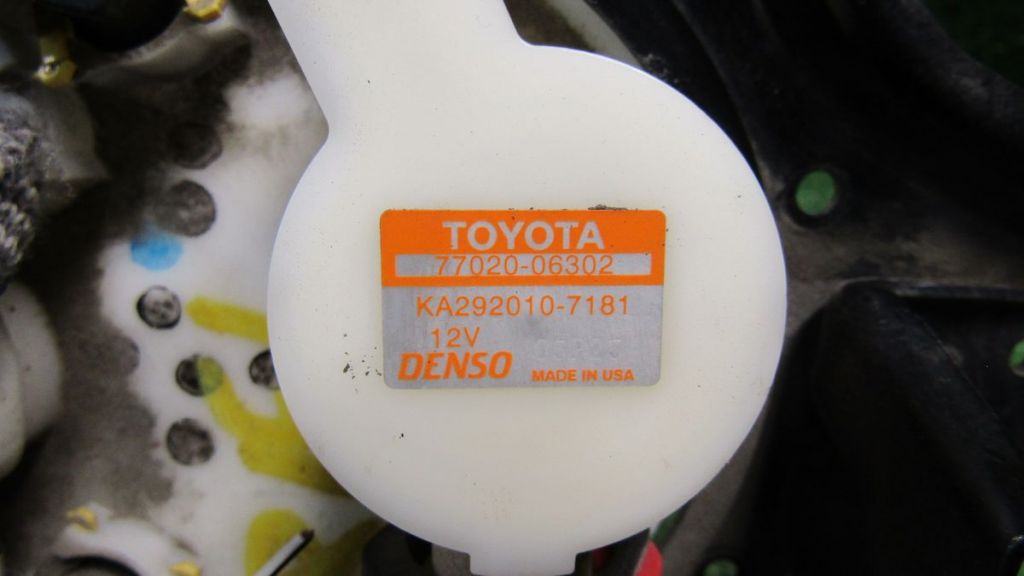 TOYOTA
77020-06302
KA292010-7181
12V
DENSO MADE IN USA